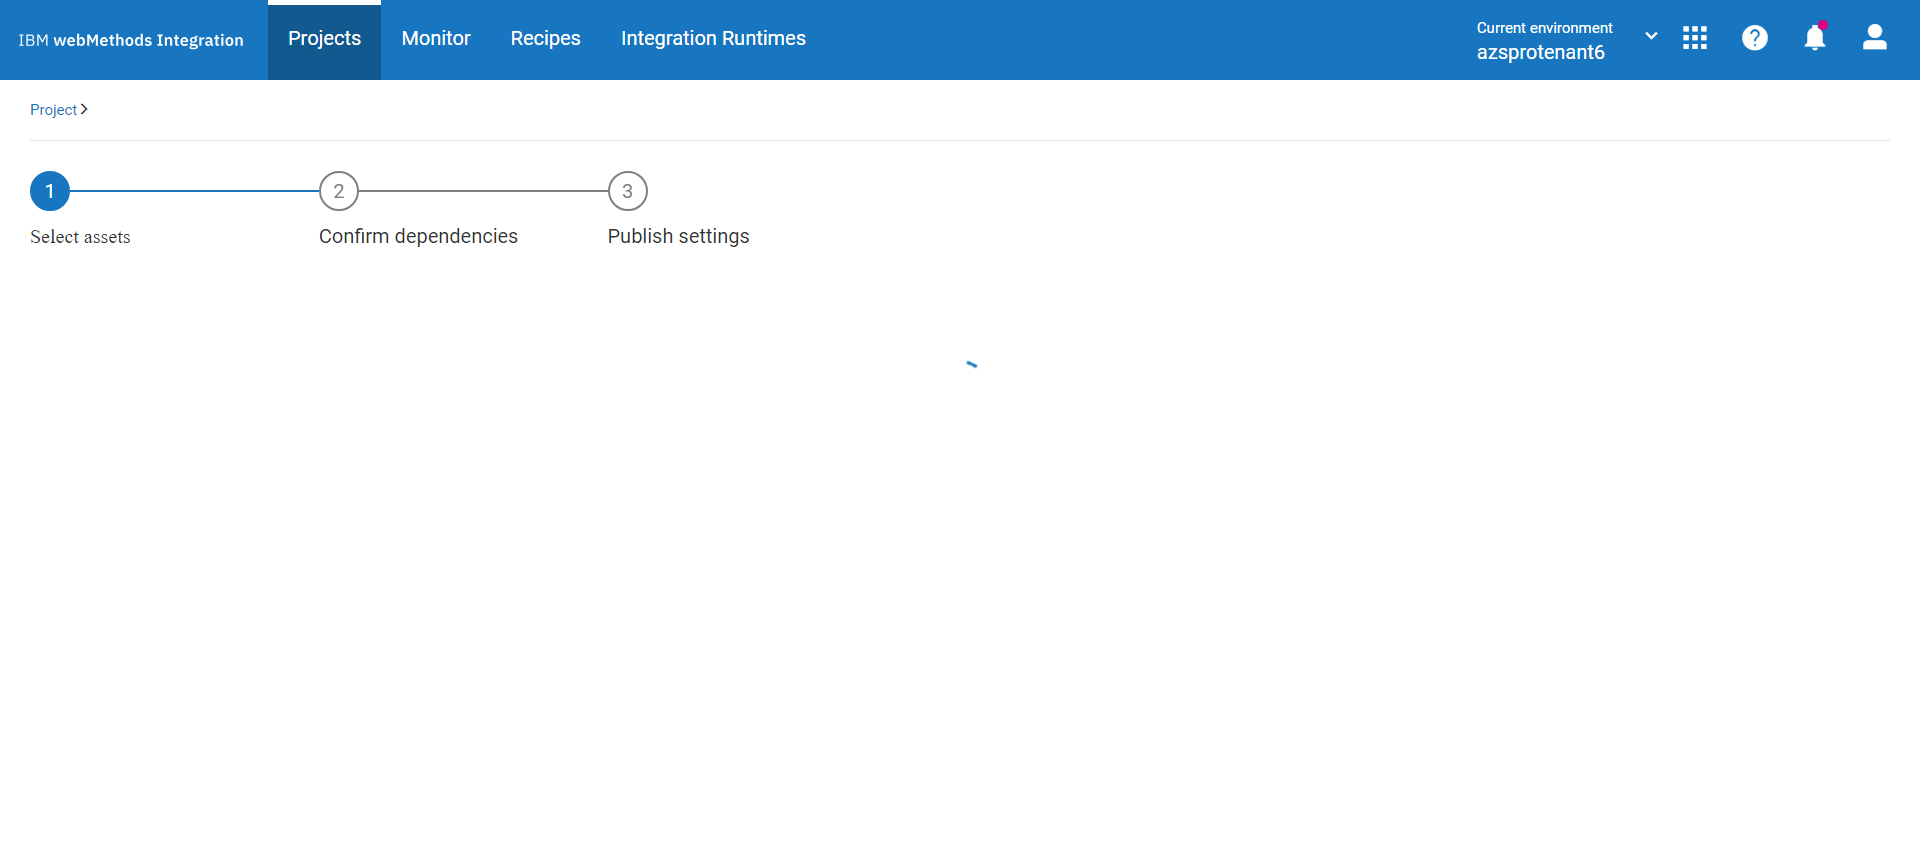 IBM webMethods Integration
Projects
Monitor
Recipes
Integration Runtimes
Current environment
azsprotenant6
Project
1
2
3
Select assets
Confirm dependencies
Publish settings